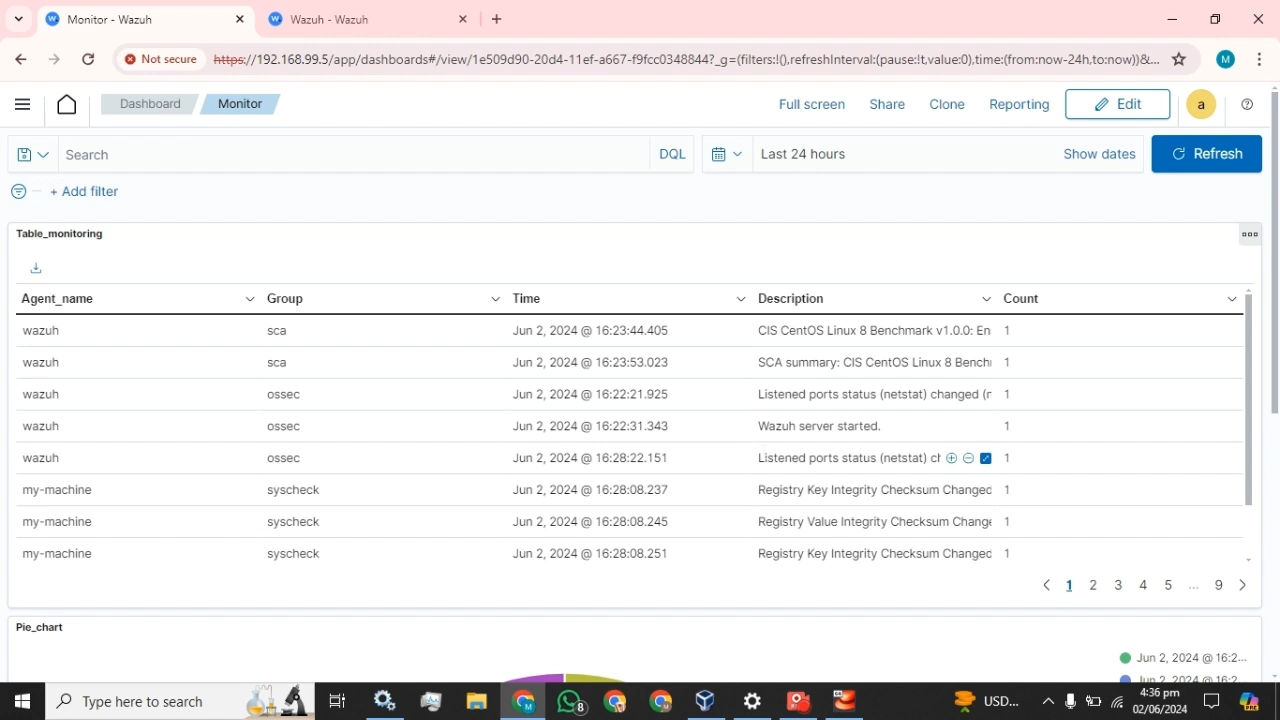 Monitor - Wazuh
Wazuh - Wazuh
Not secure
https://192.168.99.5/app/dashboards#/view/1e509d90-20d4-11ef-a667-f9fcc0348844?_g=(filters:!(),refreshInterval:(pause:!t,value:0),time:(from:now-24h,to:now))&...
M
Dashboard
Monitor
Full screen
Share
Clone
Reporting
Edit
a
Search
DQL
Last 24 hours
Show dates
Refresh
+ Add filter
Table_monitoring
Agent_name Group Time Description Count
wazuh sca Jun 2, 2024 @ 16:23:44.405 CIS CentOS Linux 8 Benchmark v1.0.0: En 1
wazuh sca Jun 2, 2024 @ 16:23:53.023 SCA summary: CIS CentOS Linux 8 Bench 1
wazuh ossec Jun 2, 2024 @ 16:22:21.925 Listened ports status (netstat) changed (n 1
wazuh ossec Jun 2, 2024 @ 16:22:31.343 Wazuh server started. 1
wazuh ossec Jun 2, 2024 @ 16:28:22.151 Listened ports status (netstat) ch 1
my-machine syscheck Jun 2, 2024 @ 16:28:08.237 Registry Key Integrity Checksum Changed 1
my-machine syscheck Jun 2, 2024 @ 16:28:08.245 Registry Value Integrity Checksum Change 1
my-machine syscheck Jun 2, 2024 @ 16:28:08.251 Registry Key Integrity Checksum Changed 1
1 2 3 4 5 ... 9
Pie_chart
Jun 2, 2024 @ 16:2...
Jun 2, 2024 @ 16:2...
Type here to search
8
USD...
4:36 pm
02/06/2024